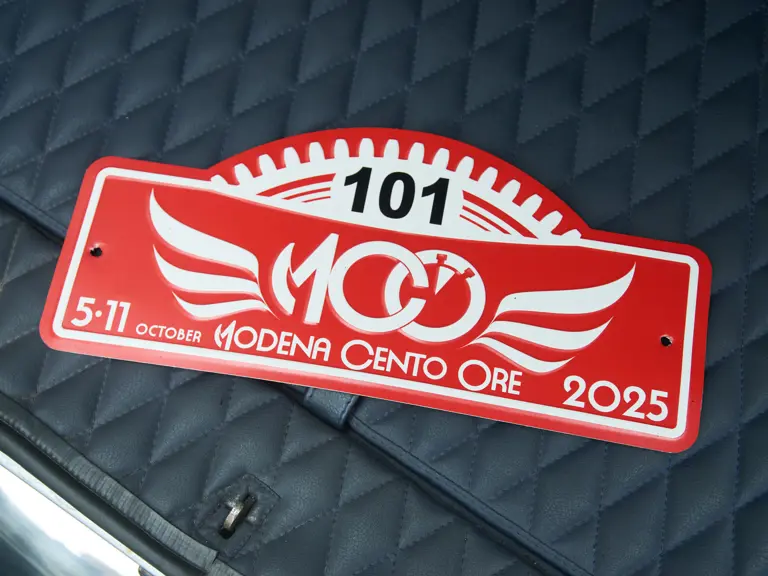 101
MCO
5·11 OCTOBER MODENA CENTO ORE 2025